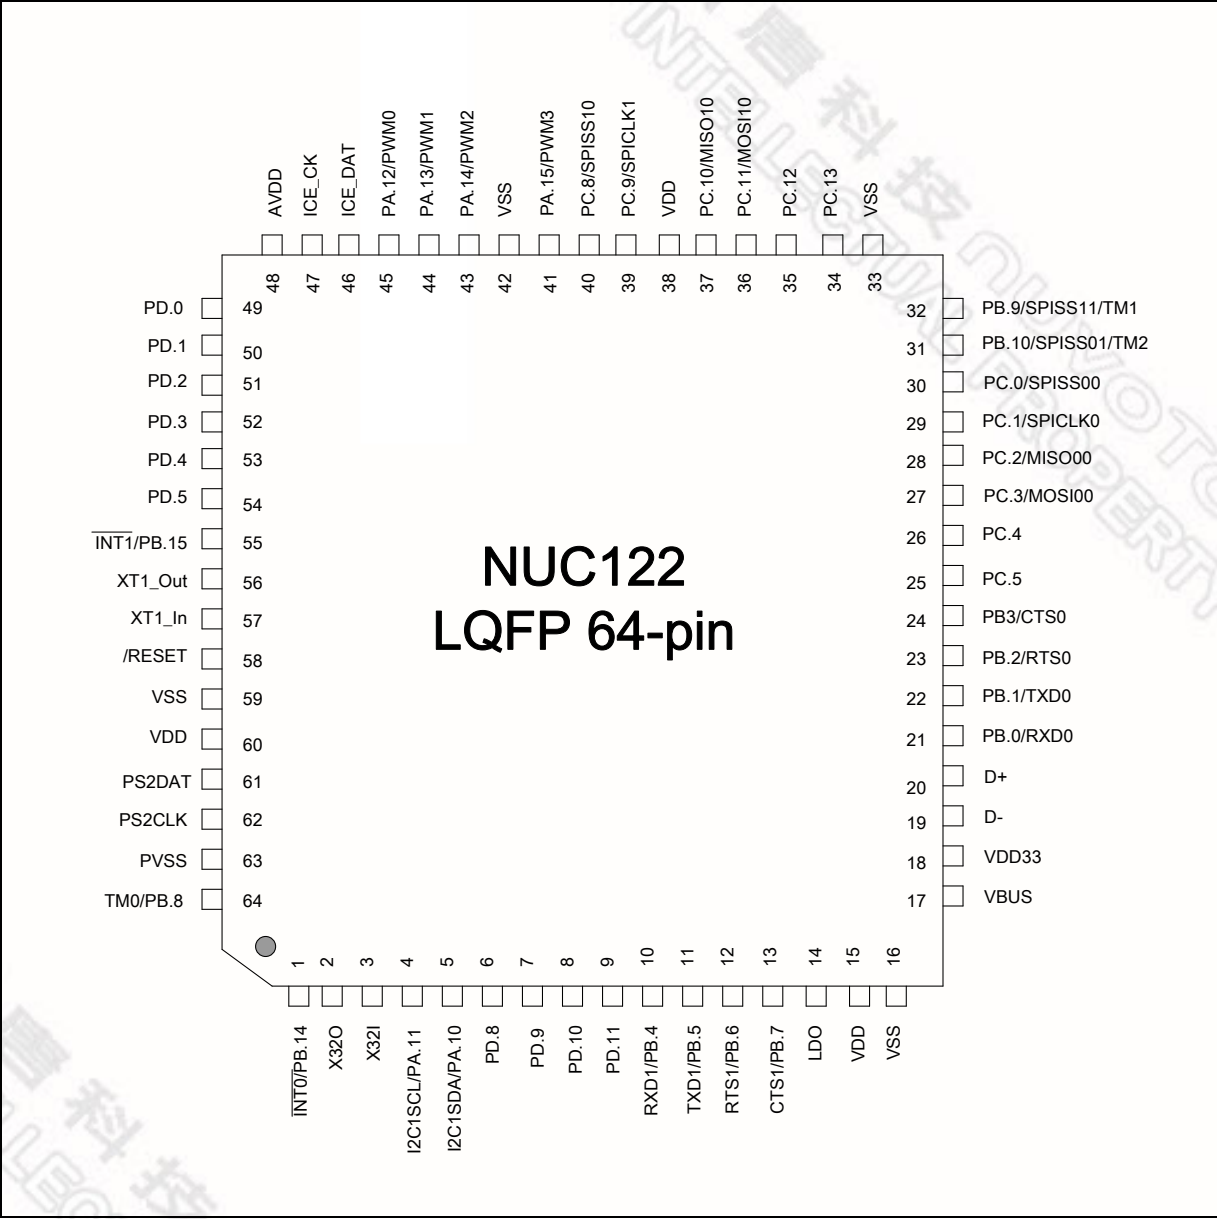 唐科技 NUVOTO
INTELLECTUAL PROPERTY
AVDD
ICE_CK
ICE_DAT
PA.12/PWM0
PA.13/PWM1
PA.14/PWM2
VSS
PA.15/PWM3
PC.8/SPISS10
PC.9/SPICLK1
VDD
PC.10/MISO10
PC.11/MOSI10
PC.12
PC.13
VSS
48
47
46
45
44
43
42
41
40
39
38
37
36
35
34
33
PD.0 49
PD.1 50
PD.2 51
PD.3 52
PD.4 53
PD.5 54
INT1/PB.15 55
XT1_Out 56
XT1_In 57
/RESET 58
VSS 59
VDD 60
PS2DAT 61
PS2CLK 62
PVSS 63
TM0/PB.8 64
NUC122
LQFP 64-pin
32 PB.9/SPISS11/TM1
31 PB.10/SPISS01/TM2
30 PC.0/SPISS00
29 PC.1/SPICLK0
28 PC.2/MISO00
27 PC.3/MOSI00
26 PC.4
25 PC.5
24 PB3/CTS0
23 PB.2/RTS0
22 PB.1/TXD0
21 PB.0/RXD0
20 D+
19 D-
18 VDD33
17 VBUS
1
2
3
4
5
6
7
8
9
10
11
12
13
14
15
16
INT0/PB.14
X32O
X32I
I2C1SCL/PA.11
I2C1SDA/PA.10
PD.8
PD.9
PD.10
PD.11
RXD1/PB.4
TXD1/PB.5
RTS1/PB.6
CTS1/PB.7
LDO
VDD
VSS
唐科技